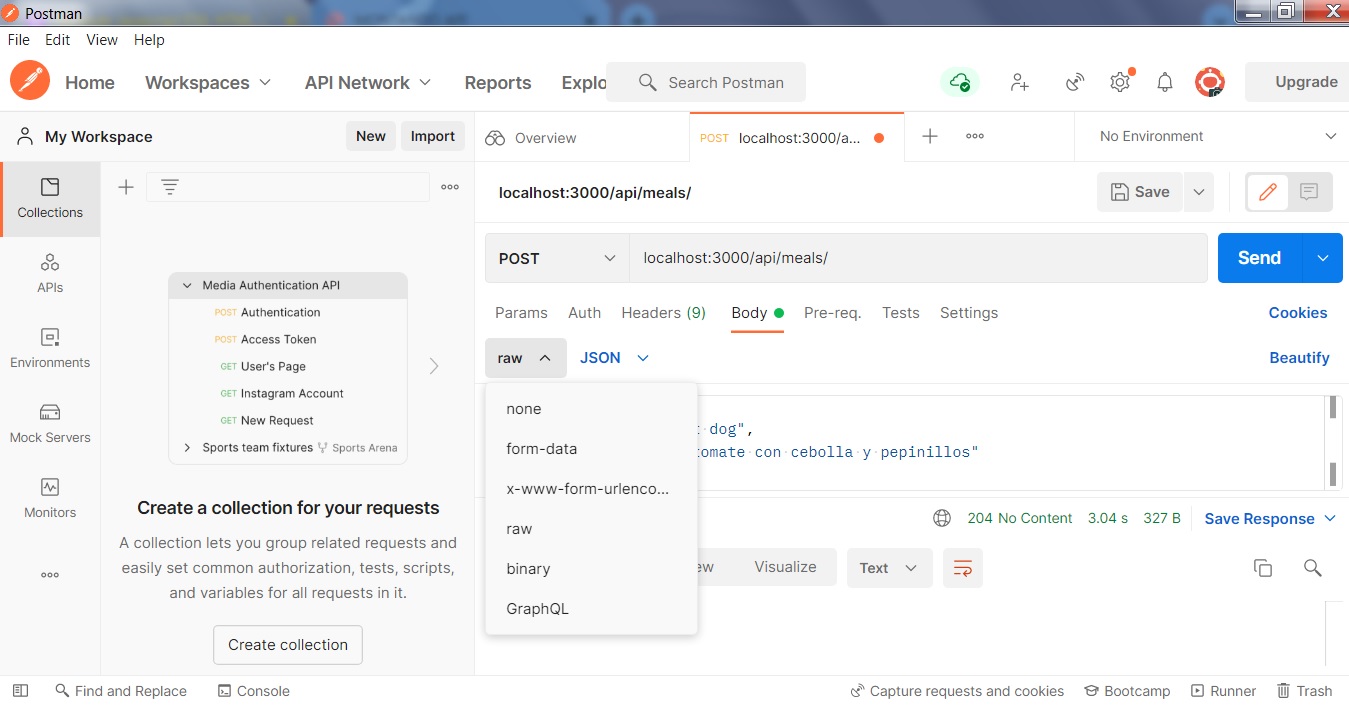 Postman
File Edit View Help
Home Workspaces API Network Reports Explo Search Postman Upgrade
My Workspace New Import Overview POST localhost:3000/a... No Environment
Collections
APIs
Environments
Mock Servers
Monitors
Media Authentication API
POST Authentication
POST Access Token
GET User's Page
GET Instagram Account
GET New Request
Sports team fixtures Sports Arena
Create a collection for your requests
A collection lets you group related requests and
easily set common authorization, tests, scripts,
and variables for all requests in it.
Create collection
localhost:3000/api/meals/ Save
POST localhost:3000/api/meals/ Send
Params Auth Headers (9) Body Pre-req. Tests Settings Cookies
raw JSON Beautify
none
form-data
x-www-form-urlenco...
raw
binary
GraphQL
dog",
omate con cebolla y pepinillos"
204 No Content 3.04 s 327 B Save Response
Visualize Text
Find and Replace Console Capture requests and cookies Bootcamp Runner Trash